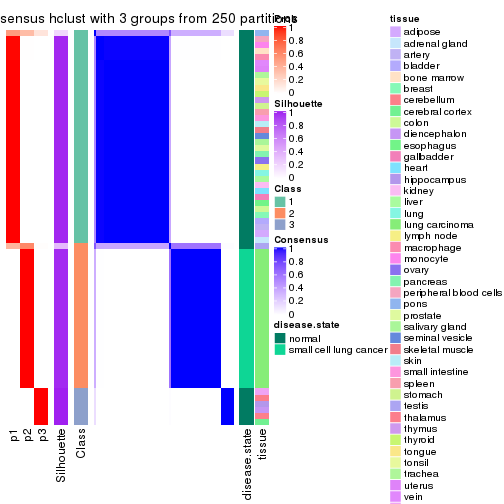 sensus hclust with 3 groups from 250 partitions
Prob
1
0.8
0.6
0.4
0.2
0
Silhouette
1
0.8
0.6
0.4
0.2
0
Class
1
2
3
Consensus
1
0.8
0.6
0.4
0.2
0
disease.state
normal
small cell lung cancer
tissue
adipose
adrenal gland
artery
bladder
bone marrow
breast
cerebellum
cerebral cortex
colon
diencephalon
esophagus
gallbadder
heart
hippocampus
kidney
liver
lung
lung carcinoma
lymph node
macrophage
monocyte
ovary
pancreas
peripheral blood cells
pons
prostate
salivary gland
seminal vesicle
skeletal muscle
skin
small intestine
spleen
stomach
testis
thalamus
thymus
thyroid
tongue
tonsil
trachea
uterus
vein
p1
p2
p3
Silhouette
Class
disease.state
tissue